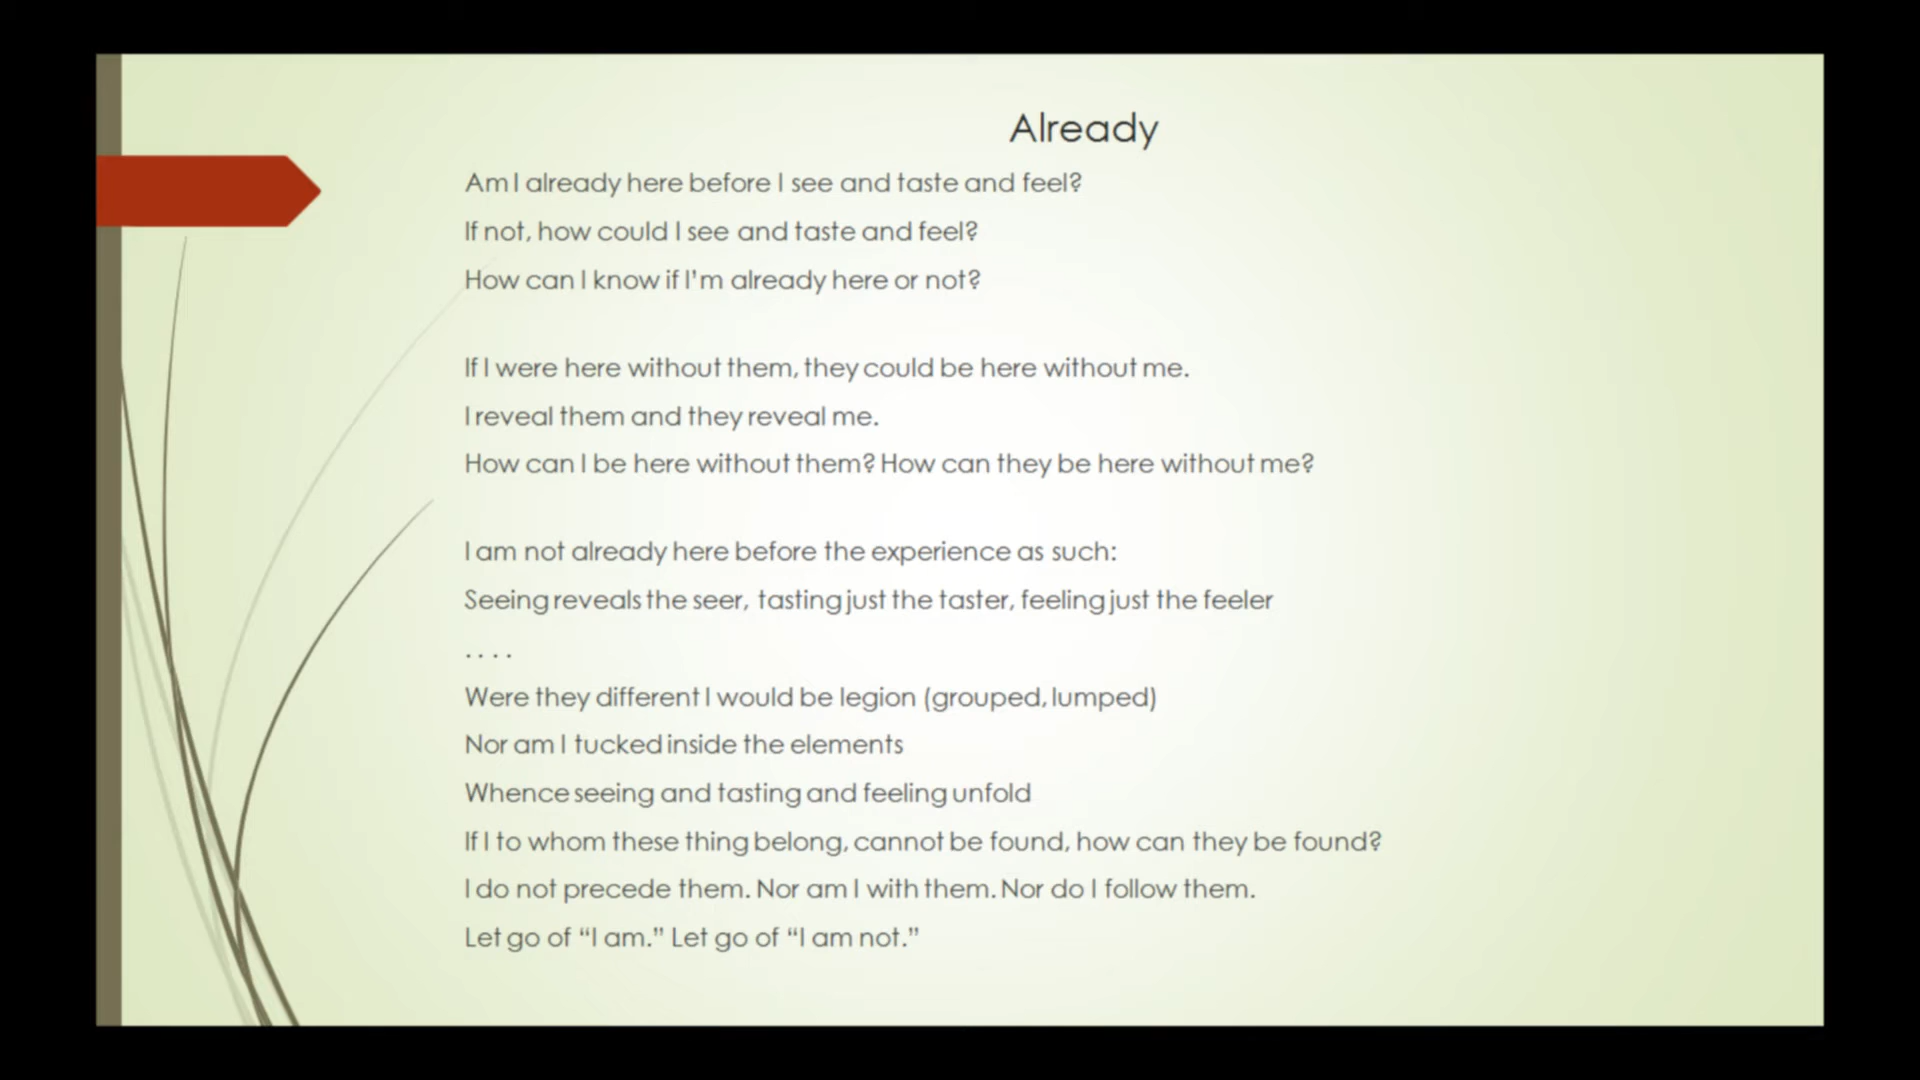 Already
Am I already here before I see and taste and feel?
If not, how could I see and taste and feel?
How can I know if I'm already here or not?
If I were here without them, they could be here without me.
I reveal them and they reveal me.
How can I be here without them? How can they be here without me?
I am not already here before the experience as such:
Seeing reveals the seer, tasting just the taster, feeling just the feeler
. . . .
Were they different I would be legion (grouped, lumped)
Nor am I tucked inside the elements
Whence seeing and tasting and feeling unfold
If I to whom these thing belong, cannot be found, how can they be found?
I do not precede them. Nor am I with them. Nor do I follow them.
Let go of “I am.” Let go of “I am not.”